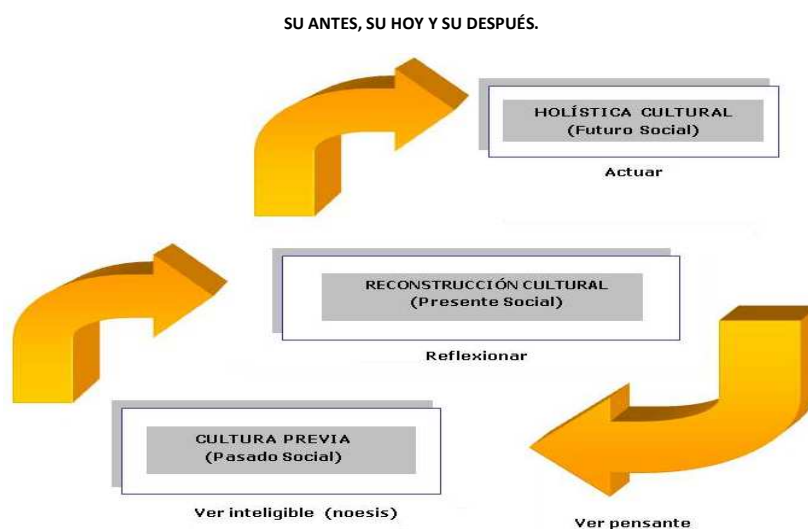 SU ANTES, SU HOY Y SU DESPUÉS.
HOLÍSTICA CULTURAL
(Futuro Social)
Actuar
RECONSTRUCCIÓN CULTURAL
(Presente Social)
Reflexionar
CULTURA PREVIA
(Pasado Social)
Ver inteligible (noesis)
Ver pensante